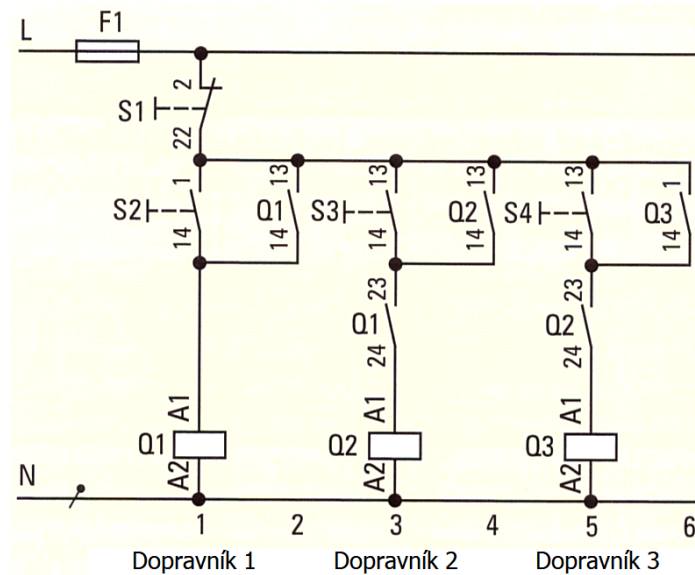 L F1
2
S1
22
1 13 13 13 13 1
S2 Q1 S3 Q2 S4 Q3
14 14 14 14 14 14
23 23
Q1 Q2
24 24
A1 A1 A1
Q1 Q2 Q3
A2 A2 A2
N
1 2 3 4 5 6
Dopravník 1 Dopravník 2 Dopravník 3